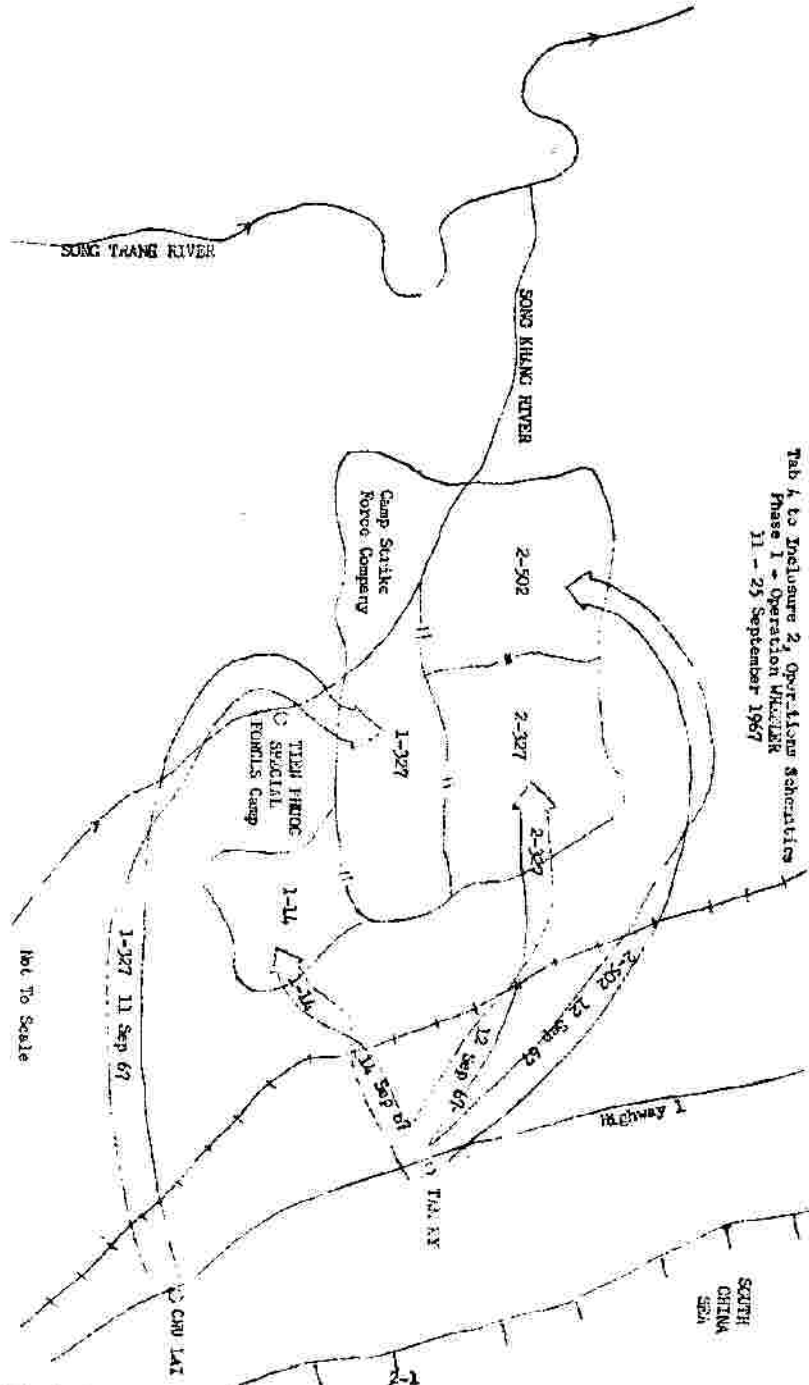 Tab A to Inclosure 2, Operations Schematics
Phase 1 - Operation WHEELER
11 - 25 September 1967
SONG TRANG RIVER
SONG KHANG RIVER
2-502
Camp Strike
Force Company
2-327
1-327
TIEN PHUOC
SPECIAL
FORCES Camp
1-14
2-327
12 Sep 67
2-502 12 Sep 67
1-14
14 Sep 67
1-327 11 Sep 67
Highway 1
TAM KY
CHU LAI
SOUTH
CHINA
SEA
Not To Scale
2-1